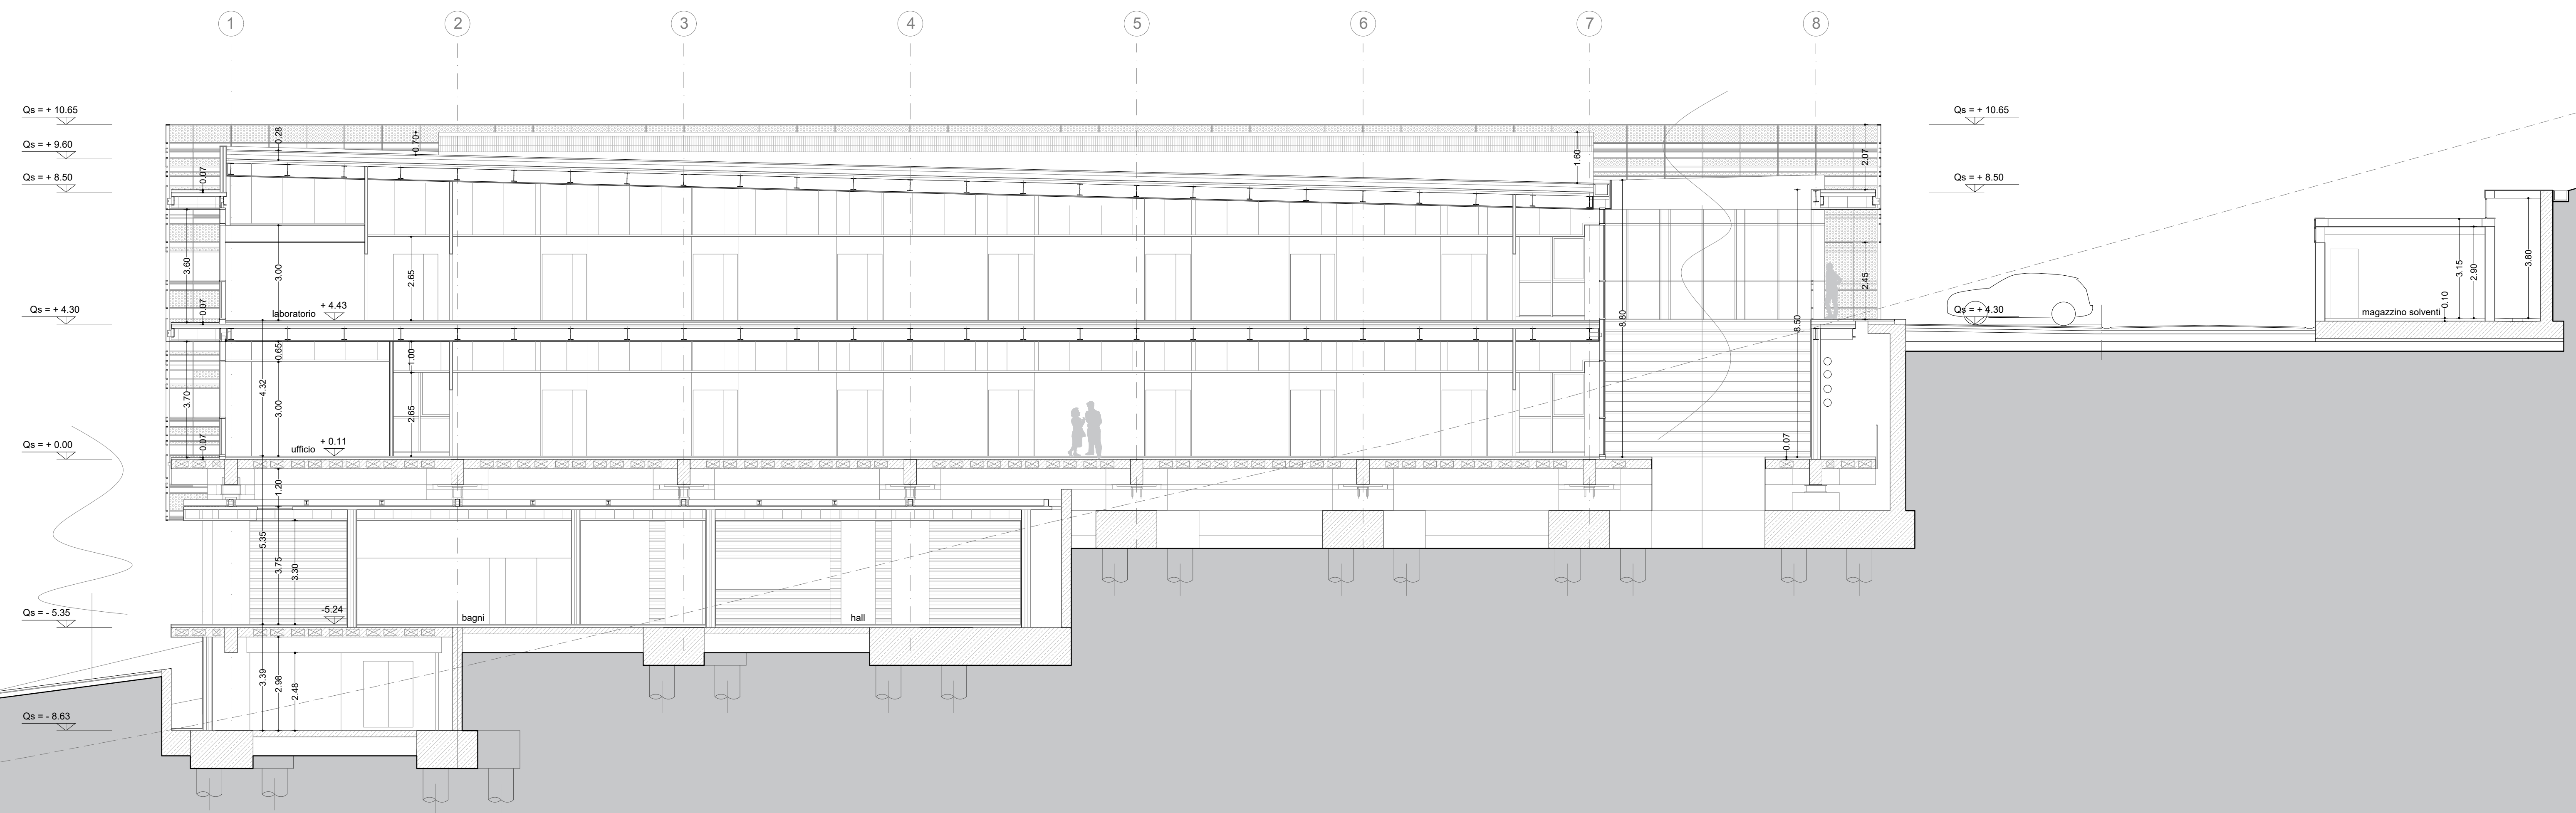 1 2 3 4 5 6 7 8
Qs = + 10.65
Qs = + 9.60
Qs = + 8.50
Qs = + 4.30
Qs = + 0.00
Qs = - 5.35
Qs = - 8.63
Qs = + 10.65
Qs = + 8.50
Qs = + 4.30
0.28
0.70+
1.60
2.07
0.07
3.60
3.00
2.65
+ 4.43
laboratorio
0.07
8.80
8.50
2.45
3.15
2.90
0.10
3.80
magazzino solventi
0.65
1.00
4.32
3.70
3.00
2.65
+ 0.11
ufficio
0.07
0.07
1.20
5.35
3.75
3.30
-5.24
bagni
hall
3.39
2.98
2.48